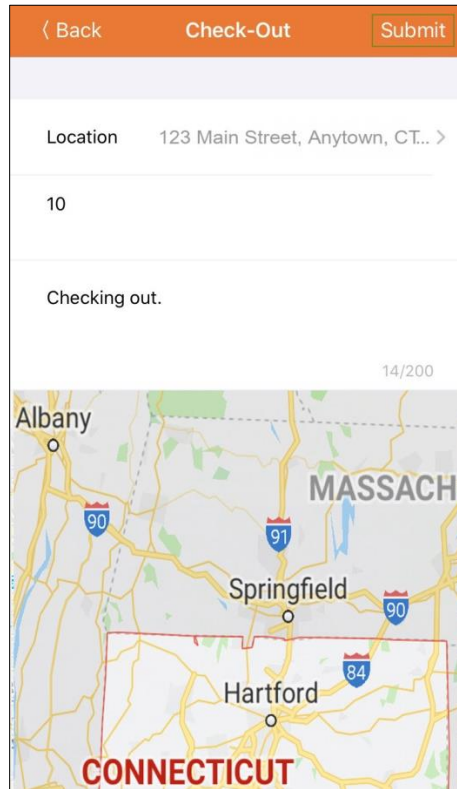 Back Check-Out Submit
Location 123 Main Street, Anytown, CT...
10
Checking out.
14/200
Albany
MASSACH
90
91
Springfield
90
84
Hartford
CONNECTICUT